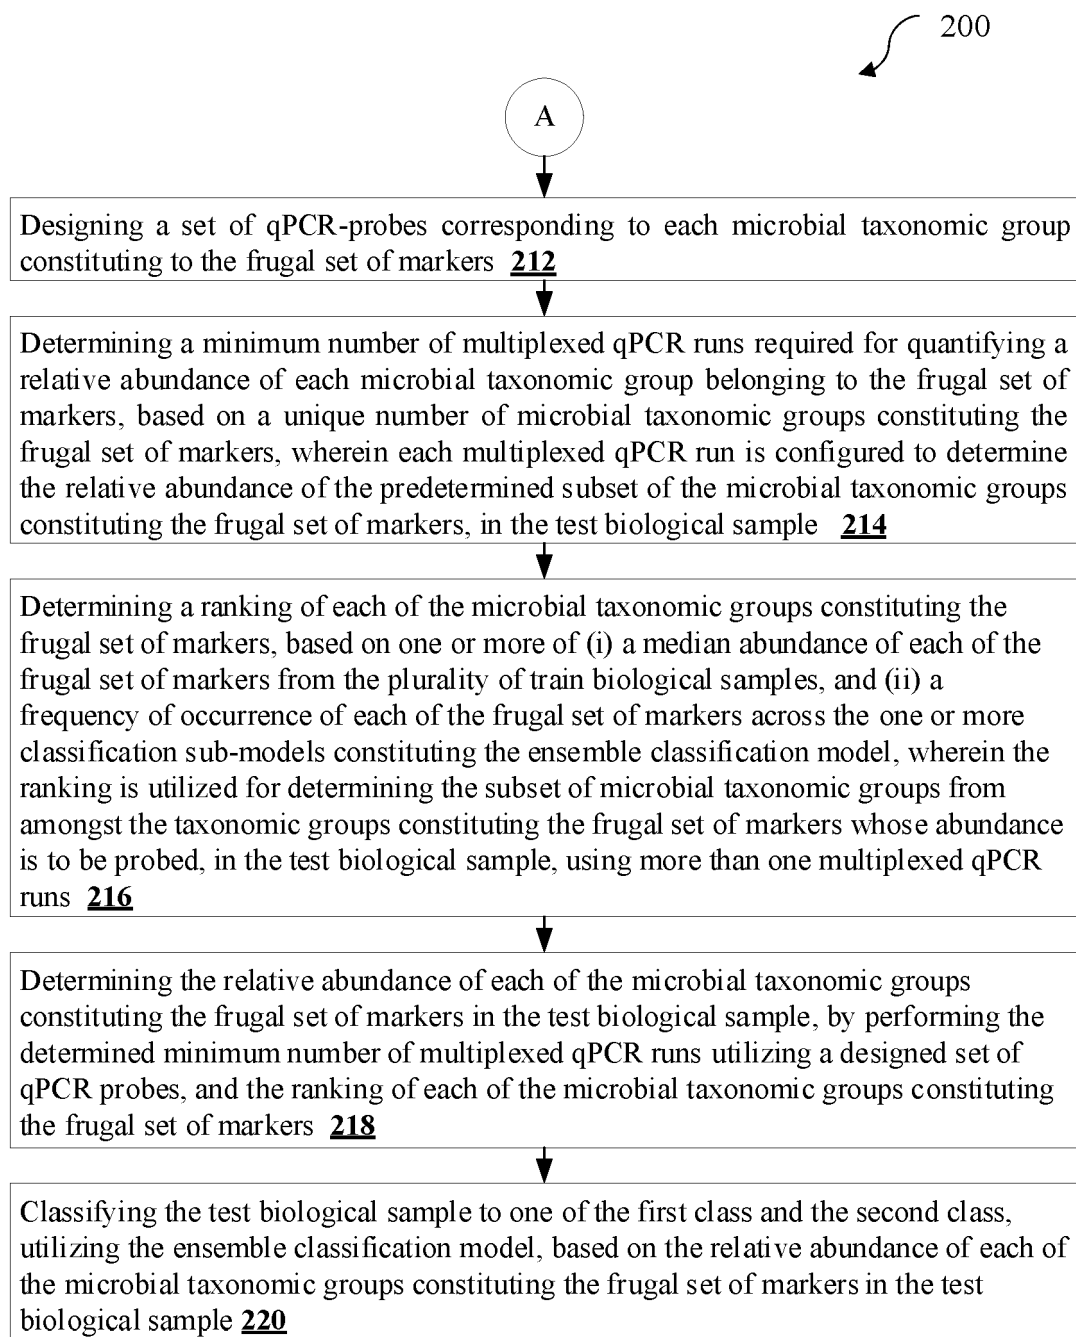 200
A
Designing a set of qPCR-probes corresponding to each microbial taxonomic group
constituting to the frugal set of markers 212
Determining a minimum number of multiplexed qPCR runs required for quantifying a
relative abundance of each microbial taxonomic group belonging to the frugal set of
markers, based on a unique number of microbial taxonomic groups constituting the
frugal set of markers, wherein each multiplexed qPCR run is configured to determine
the relative abundance of the predetermined subset of the microbial taxonomic groups
constituting the frugal set of markers, in the test biological sample 214
Determining a ranking of each of the microbial taxonomic groups constituting the
frugal set of markers, based on one or more of (i) a median abundance of each of the
frugal set of markers from the plurality of train biological samples, and (ii) a
frequency of occurrence of each of the frugal set of markers across the one or more
classification sub-models constituting the ensemble classification model, wherein the
ranking is utilized for determining the subset of microbial taxonomic groups from
amongst the taxonomic groups constituting the frugal set of markers whose abundance
is to be probed, in the test biological sample, using more than one multiplexed qPCR
runs 216
Determining the relative abundance of each of the microbial taxonomic groups
constituting the frugal set of markers in the test biological sample, by performing the
determined minimum number of multiplexed qPCR runs utilizing a designed set of
qPCR probes, and the ranking of each of the microbial taxonomic groups constituting
the frugal set of markers 218
Classifying the test biological sample to one of the first class and the second class,
utilizing the ensemble classification model, based on the relative abundance of each of
the microbial taxonomic groups constituting the frugal set of markers in the test
biological sample 220